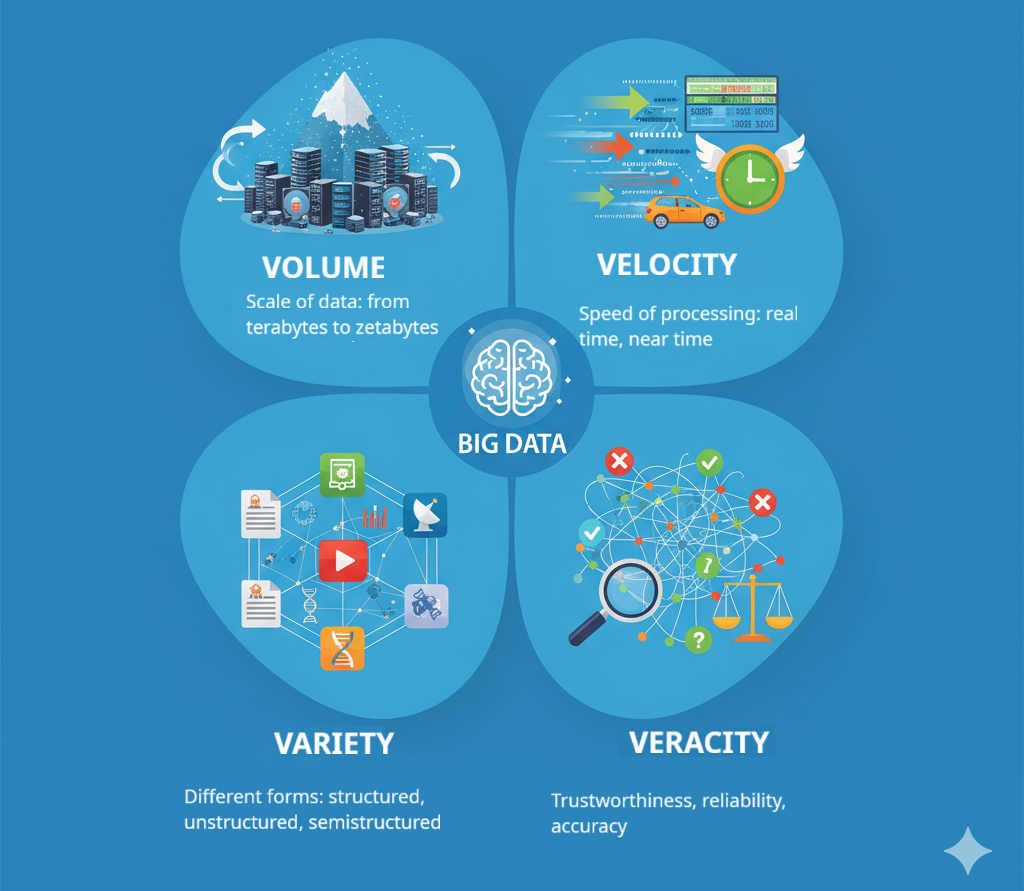 VOLUME
Scale of data: from
terabytes to zetabytes
VELOCITY
Speed of processing: real
time, near time
BIG DATA
?
VARIETY
Different forms: structured,
unstructured, semistructured
VERACITY
Trustworthiness, reliability,
accuracy